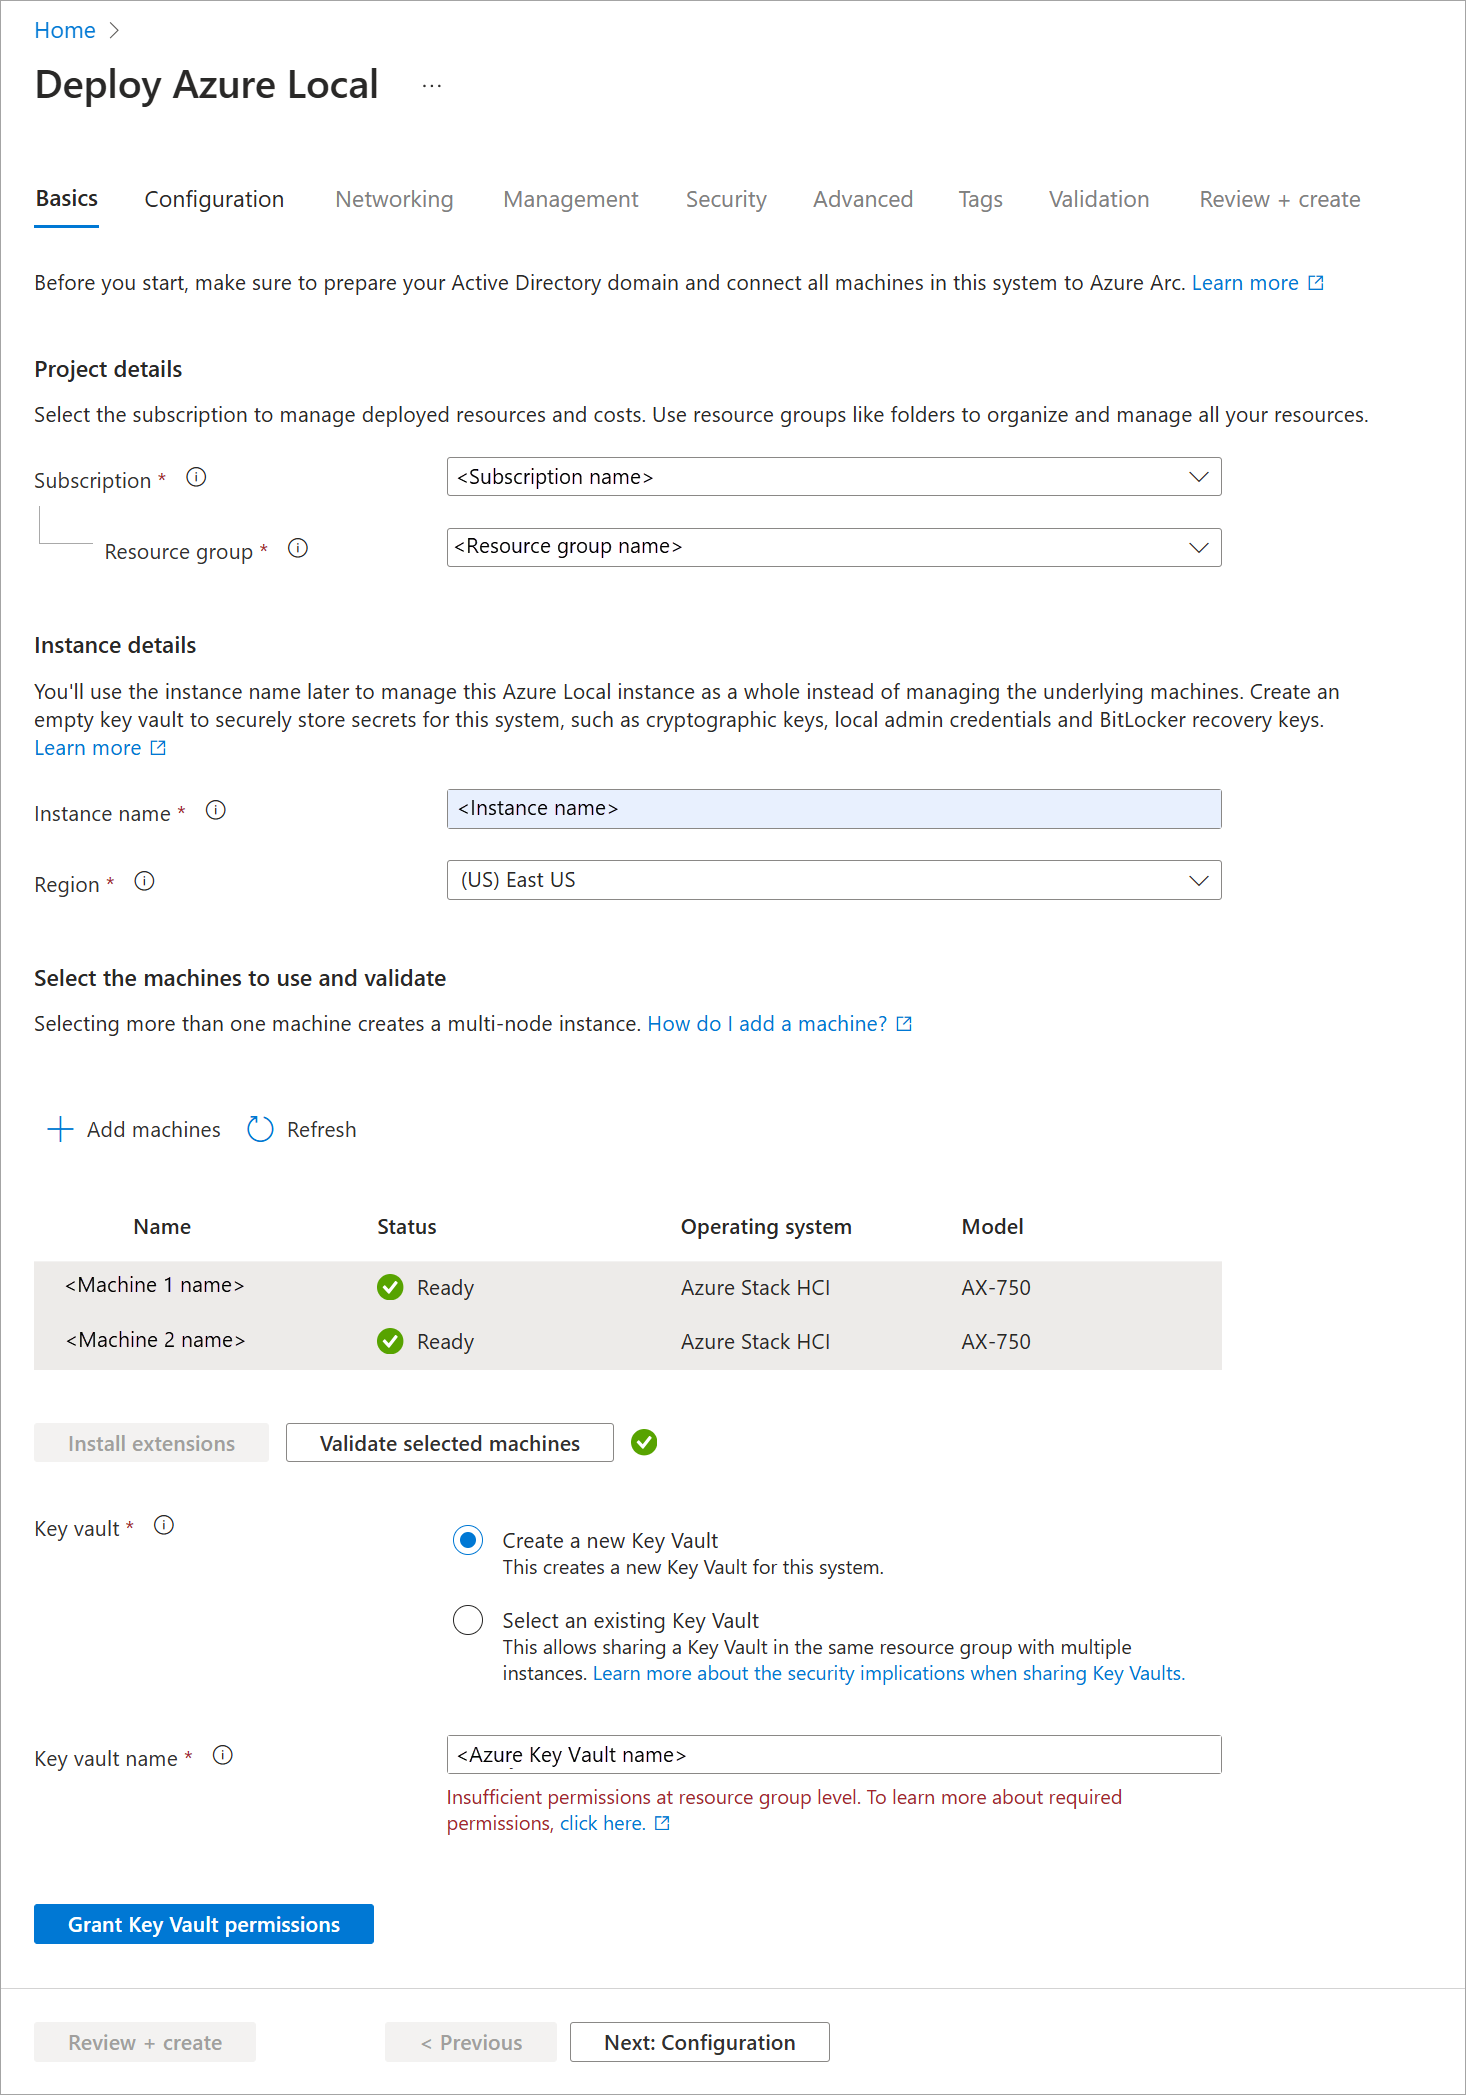 Home
Deploy Azure Local ...
Basics Configuration Networking Management Security Advanced Tags Validation Review + create
Before you start, make sure to prepare your Active Directory domain and connect all machines in this system to Azure Arc. Learn more
Project details
Select the subscription to manage deployed resources and costs. Use resource groups like folders to organize and manage all your resources.
Subscription * <Subscription name>
Resource group * <Resource group name>
Instance details
You'll use the instance name later to manage this Azure Local instance as a whole instead of managing the underlying machines. Create an
empty key vault to securely store secrets for this system, such as cryptographic keys, local admin credentials and BitLocker recovery keys.
Learn more
Instance name * <Instance name>
Region * (US) East US
Select the machines to use and validate
Selecting more than one machine creates a multi-node instance. How do I add a machine?
Add machines Refresh
Name Status Operating system Model
<Machine 1 name> Ready Azure Stack HCI AX-750
<Machine 2 name> Ready Azure Stack HCI AX-750
Install extensions Validate selected machines
Key vault *
Create a new Key Vault
This creates a new Key Vault for this system.
Select an existing Key Vault
This allows sharing a Key Vault in the same resource group with multiple
instances. Learn more about the security implications when sharing Key Vaults.
Key vault name * <Azure Key Vault name>
Insufficient permissions at resource group level. To learn more about required
permissions, click here.
Grant Key Vault permissions
Review + create < Previous Next: Configuration